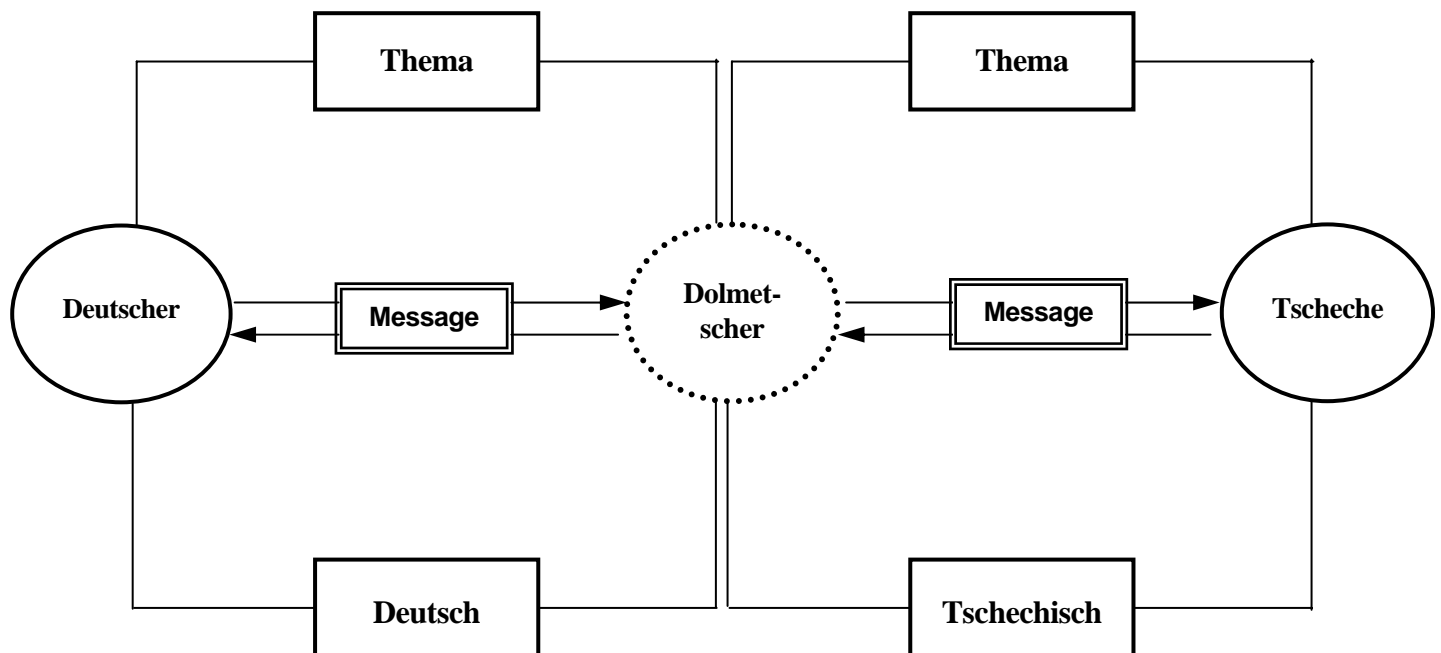 Thema
Thema
Deutscher
Message
Dolmet-
scher
Message
Tscheche
Deutsch
Tschechisch